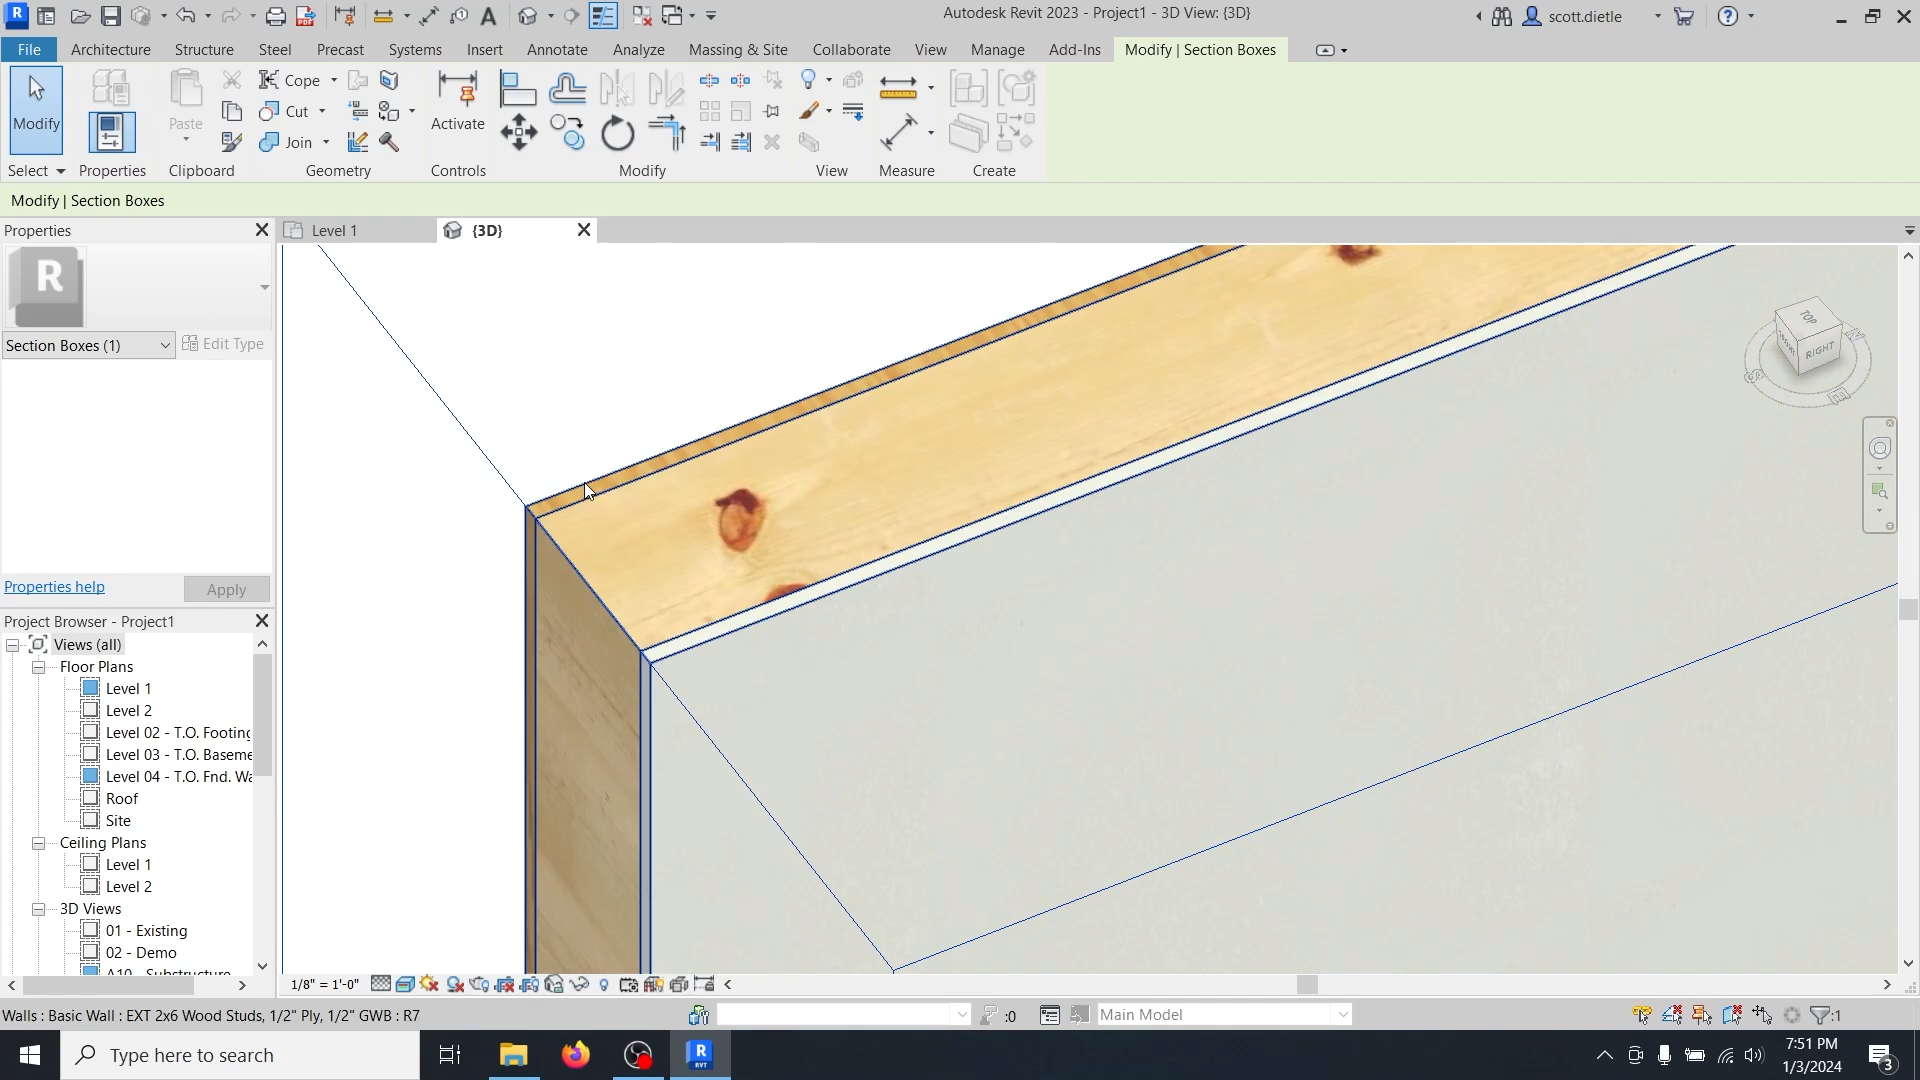 Autodesk Revit 2023 - Project1 - 3D View: {3D}
scott.dietle
File Architecture Structure Steel Precast Systems Insert Annotate Analyze Massing & Site Collaborate View Manage Add-Ins Modify | Section Boxes
Modify
Paste
Cope
Cut
Join
Activate
Select Properties Clipboard Geometry Controls Modify View Measure Create
Modify | Section Boxes
Properties
Level 1
{3D}
R
Section Boxes (1)
Edit Type
TOP
RIGHT
Properties help
Apply
Project Browser - Project1
Views (all)
Floor Plans
Level 1
Level 2
Level 02 - T.O. Footing
Level 03 - T.O. Baseme
Level 04 - T.O. Fnd. Wa
Roof
Site
Ceiling Plans
Level 1
Level 2
3D Views
01 - Existing
02 - Demo
A10 - Substructure
1/8" = 1'-0"
Walls : Basic Wall : EXT 2x6 Wood Studs, 1/2" Ply, 1/2" GWB : R7
:0
Main Model
:1
Type here to search
R
RVT
7:51 PM
1/3/2024
3